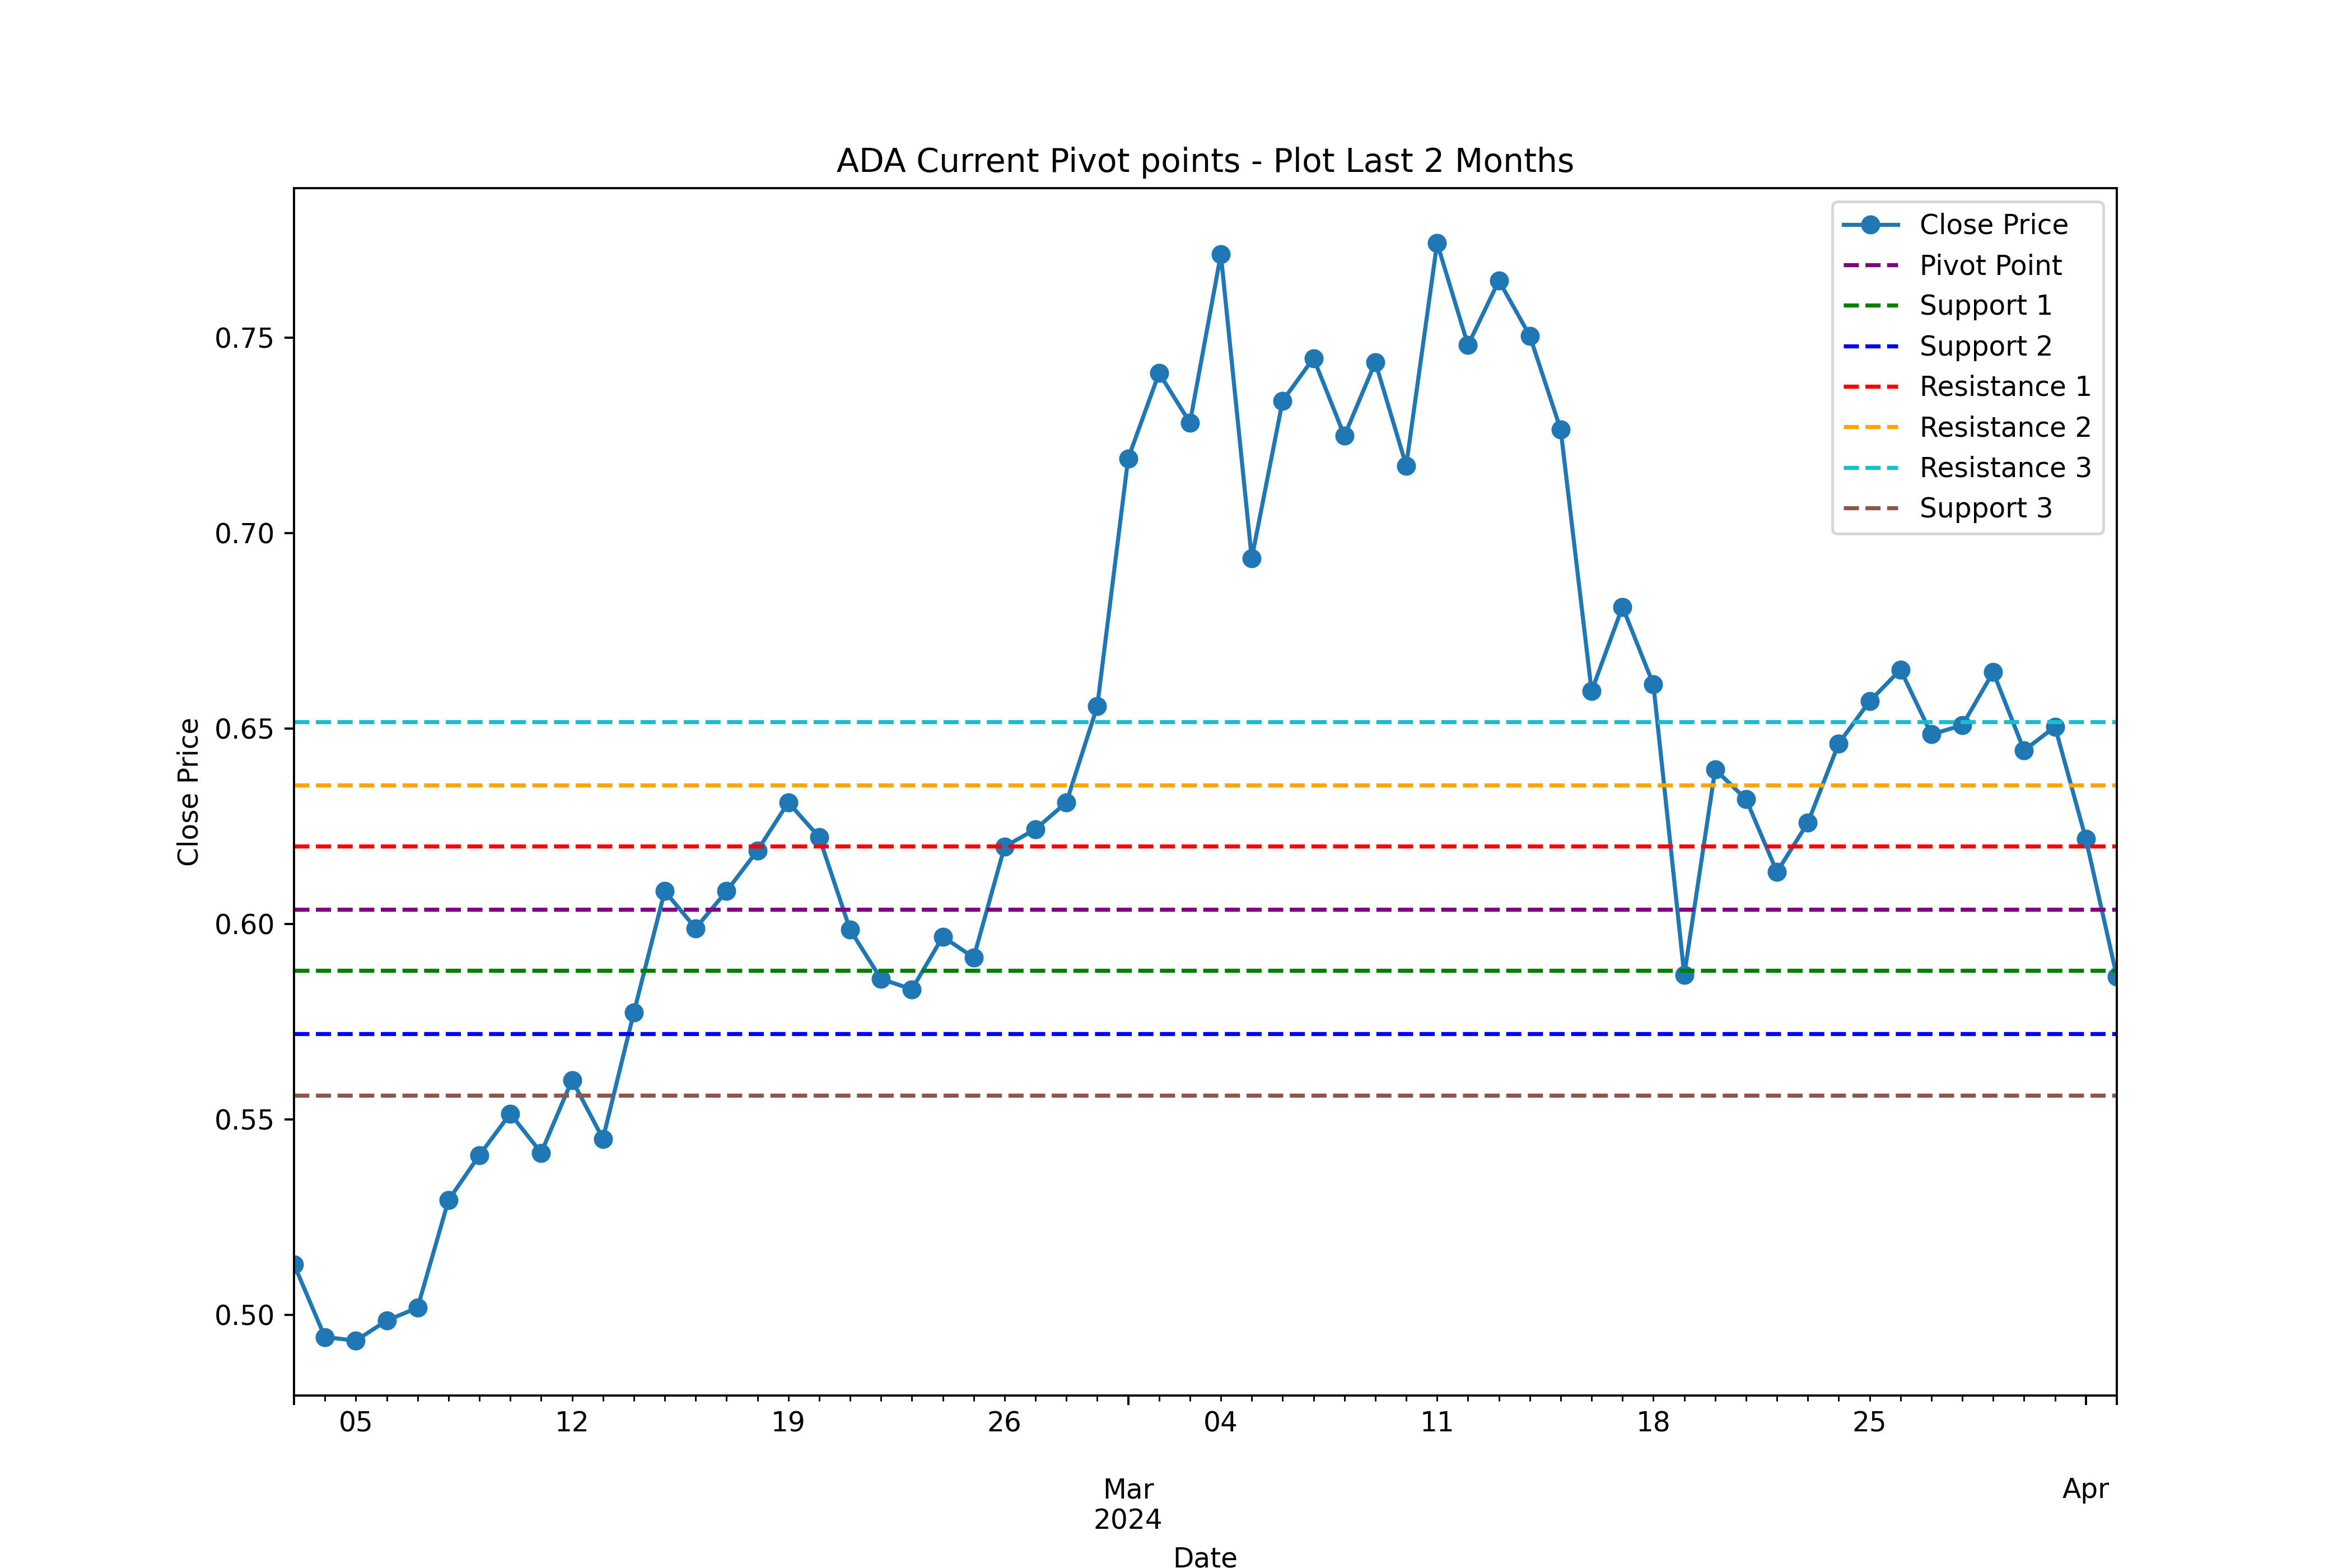 ADA Current Pivot points - Plot Last 2 Months
Close Price
Pivot Point
Support 1
Support 2
Resistance 1
Resistance 2
Resistance 3
Support 3
Close Price
0.75
0.70
0.65
0.60
0.55
0.50
05 12 19 26 04 11 18 25
Mar Apr
2024
Date